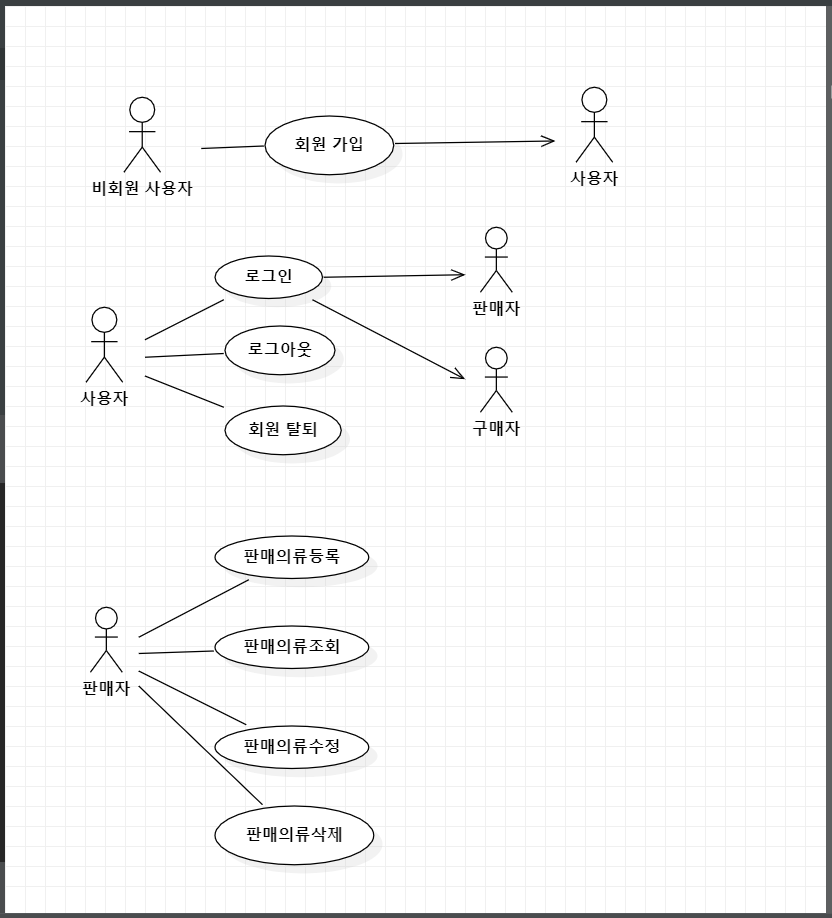 회원 가입
비회원 사용자
사용자
로그인
판매자
로그아웃
사용자
구매자
회원 탈퇴
판매의류등록
판매의류조회
판매자
판매의류수정
판매의류삭제